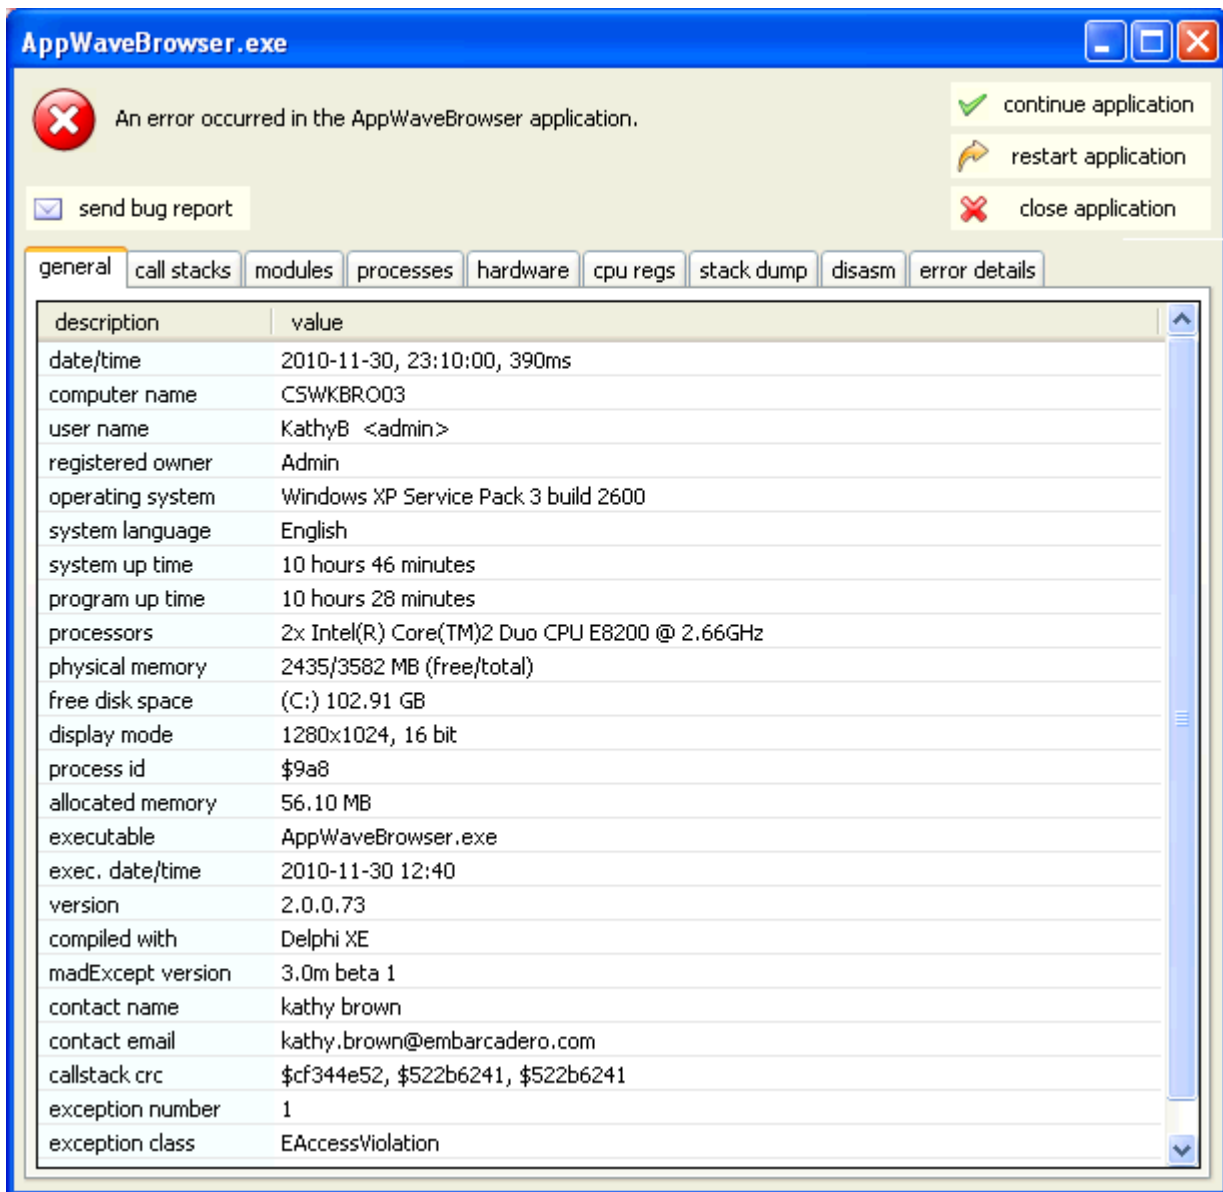 AppWaveBrowser.exe
An error occurred in the AppWaveBrowser application.
continue application
restart application
send bug report
close application
general call stacks modules processes hardware cpu regs stack dump disasm error details
description value
date/time 2010-11-30, 23:10:00, 390ms
computer name CSWKBRO03
user name KathyB <admin>
registered owner Admin
operating system Windows XP Service Pack 3 build 2600
system language English
system up time 10 hours 46 minutes
program up time 10 hours 28 minutes
processors 2x Intel(R) Core(TM)2 Duo CPU E8200 @ 2.66GHz
physical memory 2435/3582 MB (free/total)
free disk space (C:) 102.91 GB
display mode 1280x1024, 16 bit
process id $9a8
allocated memory 56.10 MB
executable AppWaveBrowser.exe
exec. date/time 2010-11-30 12:40
version 2.0.0.73
compiled with Delphi XE
madExcept version 3.0m beta 1
contact name kathy brown
contact email kathy.brown@embarcadero.com
callstack crc $cf344e52, $522b6241, $522b6241
exception number 1
exception class EAccessViolation